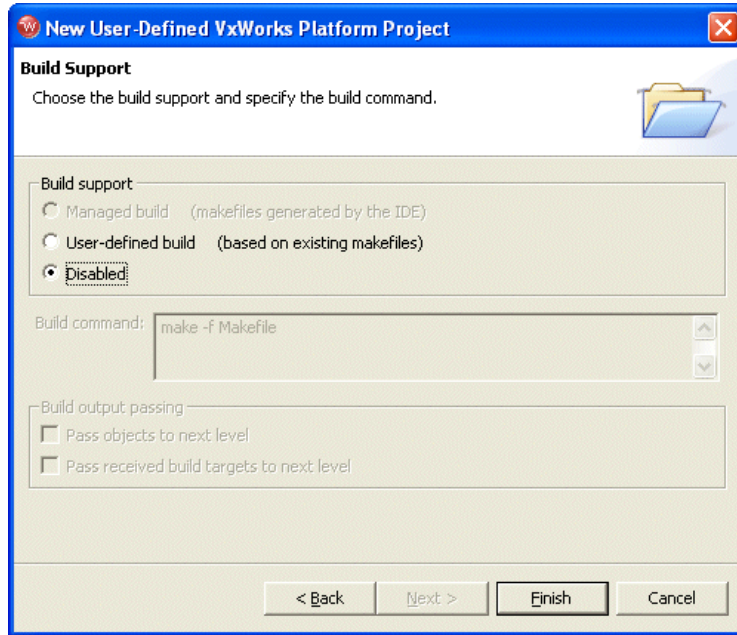 New User-Defined VxWorks Platform Project
Build Support
Choose the build support and specify the build command.
Build support
Managed build (makefiles generated by the IDE)
User-defined build (based on existing makefiles)
Disabled
Build command:
make -f Makefile
Build output passing
Pass objects to next level
Pass received build targets to next level
< Back Next > Finish Cancel